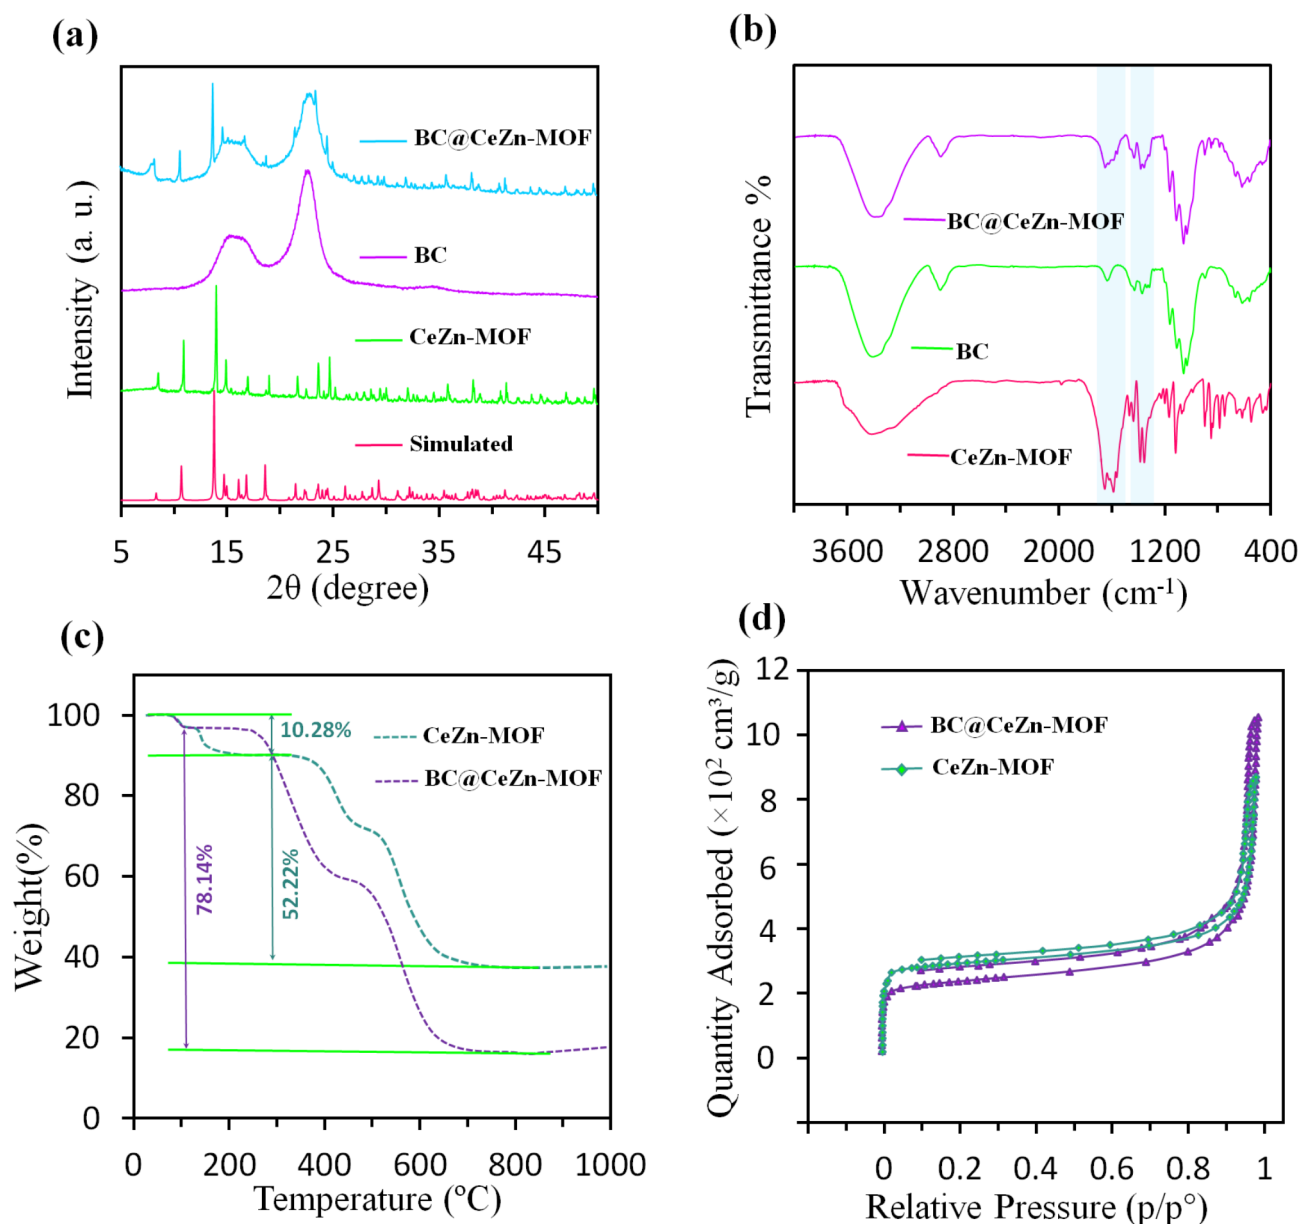 (a)
BC@CeZn-MOF
BC
CeZn-MOF
Simulated
Intensity (a. u.)
5 15 25 35 45
2θ (degree)
(b)
BC@CeZn-MOF
BC
CeZn-MOF
Transmittance %
3600 2800 2000 1200 400
Wavenumber (cm⁻¹)
(c)
100
80
60
40
20
0
10.28%
52.22%
78.14%
CeZn-MOF
BC@CeZn-MOF
Weight(%)
0 200 400 600 800 1000
Temperature (ºC)
(d)
12
10
8
6
4
2
0
BC@CeZn-MOF
CeZn-MOF
Quantity Adsorbed (×10² cm³/g)
0 0.2 0.4 0.6 0.8 1
Relative Pressure (p/p°)